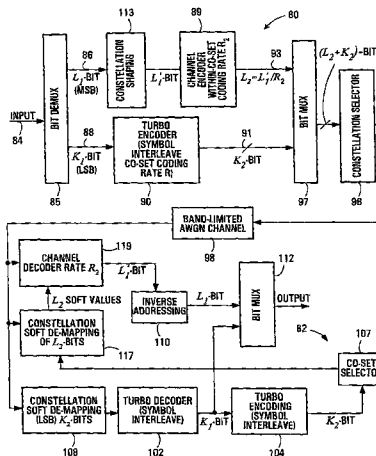 113
89
80
86
L₁-BIT
(MSB)
CONSTELLATION
SHAPING
L₁'-BIT
CHANNEL
ENCODER
WITHIN-CO-SET
CODING RATE R₂
93
L₂=L₁'/R₂
(L₂+K₂)-BIT
INPUT
84
BIT DEMUX
85
88
K₁-BIT
(LSB)
TURBO ENCODER
(SYMBOL
INTERLEAVE
CO-SET CODING
RATE R)
90
91
K₂-BIT
BIT MUX
97
CONSTELLATION SELECTOR
96
BAND-LIMITED
AWGN CHANNEL
98
119
CHANNEL
DECODER RATE R₂
L₁'-BIT
L₂ SOFT VALUES
INVERSE
ADDRESSING
110
L₁-BIT
112
BIT MUX
OUTPUT
82
CONSTELLATION
SOFT DE-MAPPING
OF L₂-BITS
117
107
CO-SET
SELECTOR
CONSTELLATION
SOFT DE-MAPPING
(LSB) K₂-BITS
108
TURBO DECODER
(SYMBOL
INTERLEAVE)
102
K₁-BIT
TURBO
ENCODING
(SYMBOL
INTERLEAVE)
104
K₂-BIT